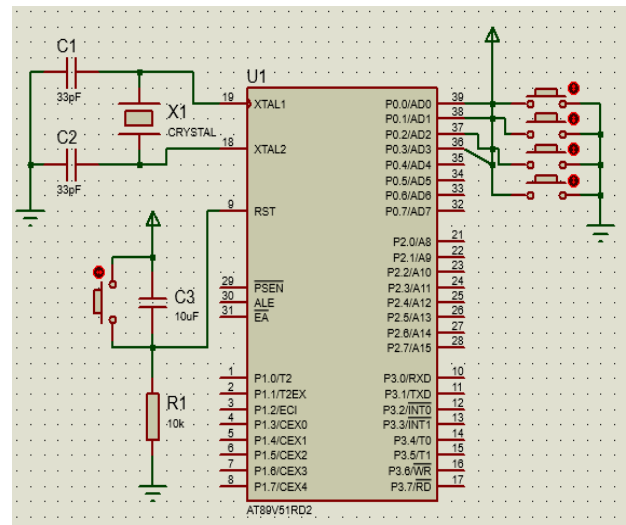 C1
33pF
X1
CRYSTAL
C2
33pF
C3
10uF
R1
10k
U1
19 XTAL1
18 XTAL2
9 RST
29 PSEN
30 ALE
31 EA
1 P1.0/T2
2 P1.1/T2EX
3 P1.2/ECI
4 P1.3/CEX0
5 P1.4/CEX1
6 P1.5/CEX2
7 P1.6/CEX3
8 P1.7/CEX4
P0.0/AD0 39
P0.1/AD1 38
P0.2/AD2 37
P0.3/AD3 36
P0.4/AD4 35
P0.5/AD5 34
P0.6/AD6 33
P0.7/AD7 32
P2.0/A8 21
P2.1/A9 22
P2.2/A10 23
P2.3/A11 24
P2.4/A12 25
P2.5/A13 26
P2.6/A14 27
P2.7/A15 28
P3.0/RXD 10
P3.1/TXD 11
P3.2/INT0 12
P3.3/INT1 13
P3.4/T0 14
P3.5/T1 15
P3.6/WR 16
P3.7/RD 17
AT89V51RD2